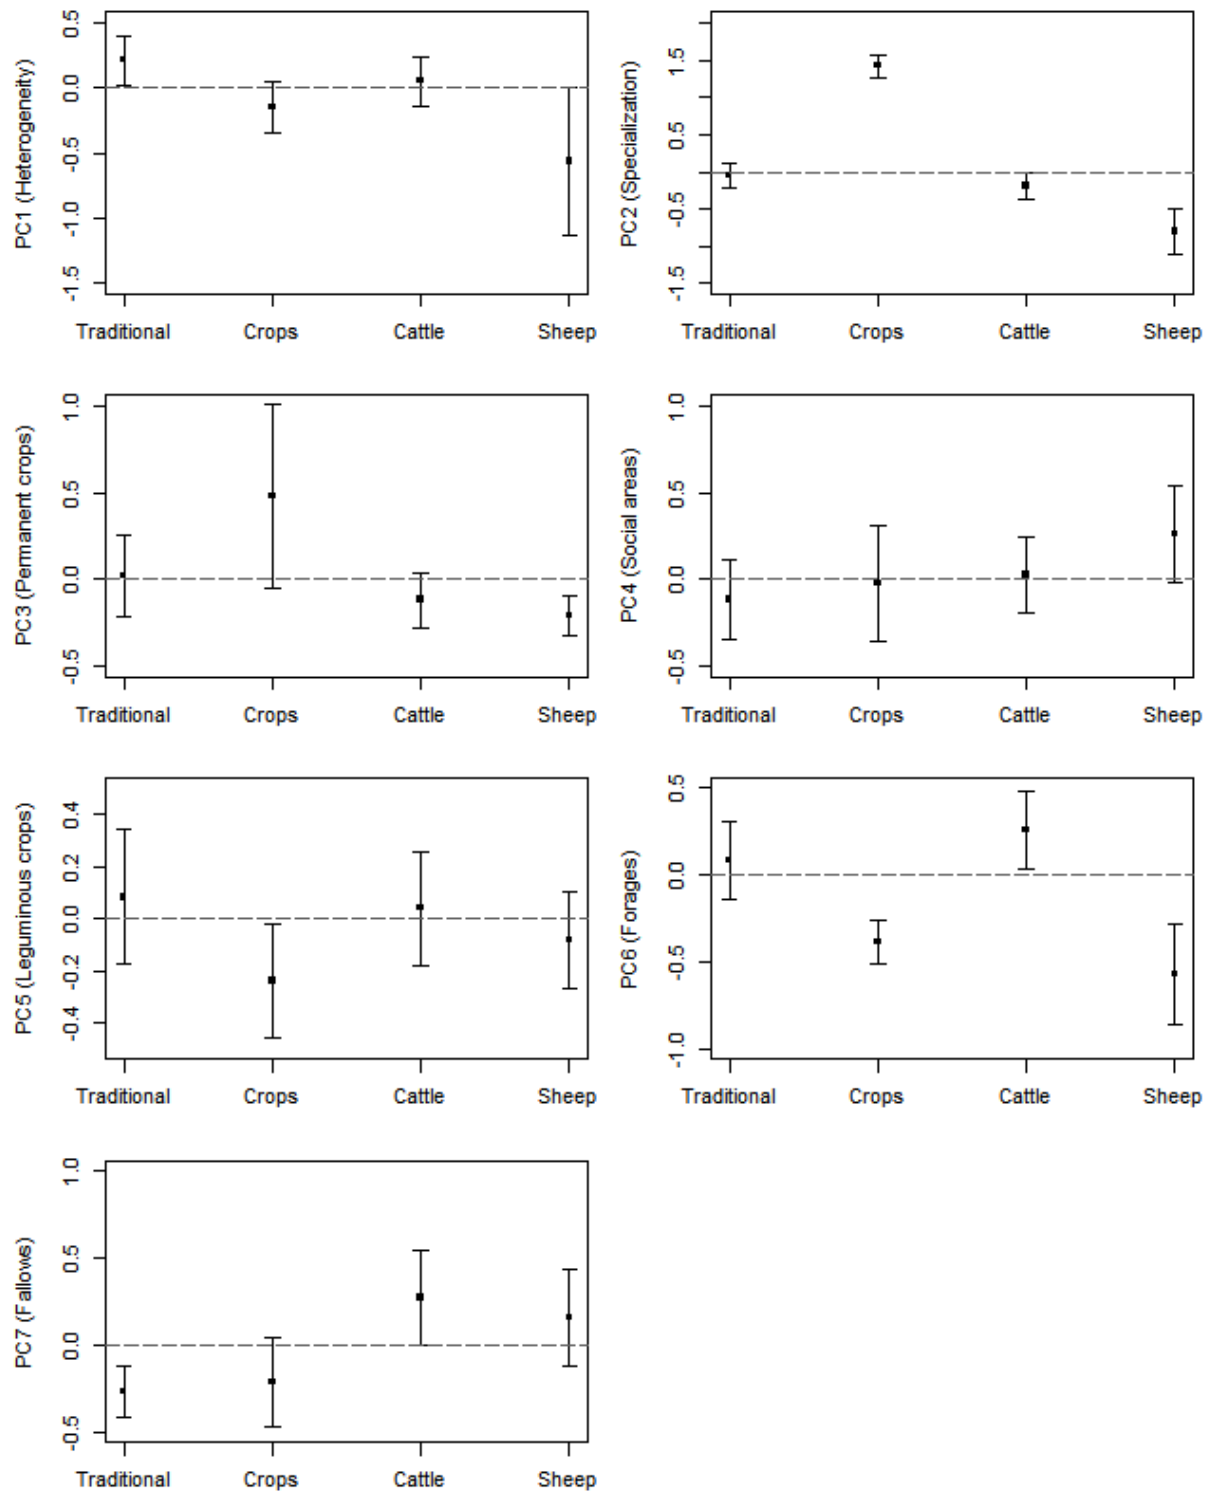 PC1 (Heterogeneity)
0.5
0.0
-0.5
-1.0
-1.5
Traditional Crops Cattle Sheep
PC2 (Specialization)
1.5
0.5
-0.5
-1.5
Traditional Crops Cattle Sheep
PC3 (Permanent crops)
1.0
0.5
0.0
-0.5
Traditional Crops Cattle Sheep
PC4 (Social areas)
1.0
0.5
0.0
-0.5
Traditional Crops Cattle Sheep
PC5 (Leguminous crops)
0.4
0.2
0.0
-0.2
-0.4
Traditional Crops Cattle Sheep
PC6 (Forages)
0.5
0.0
-0.5
-1.0
Traditional Crops Cattle Sheep
PC7 (Fallows)
1.0
0.5
0.0
-0.5
Traditional Crops Cattle Sheep